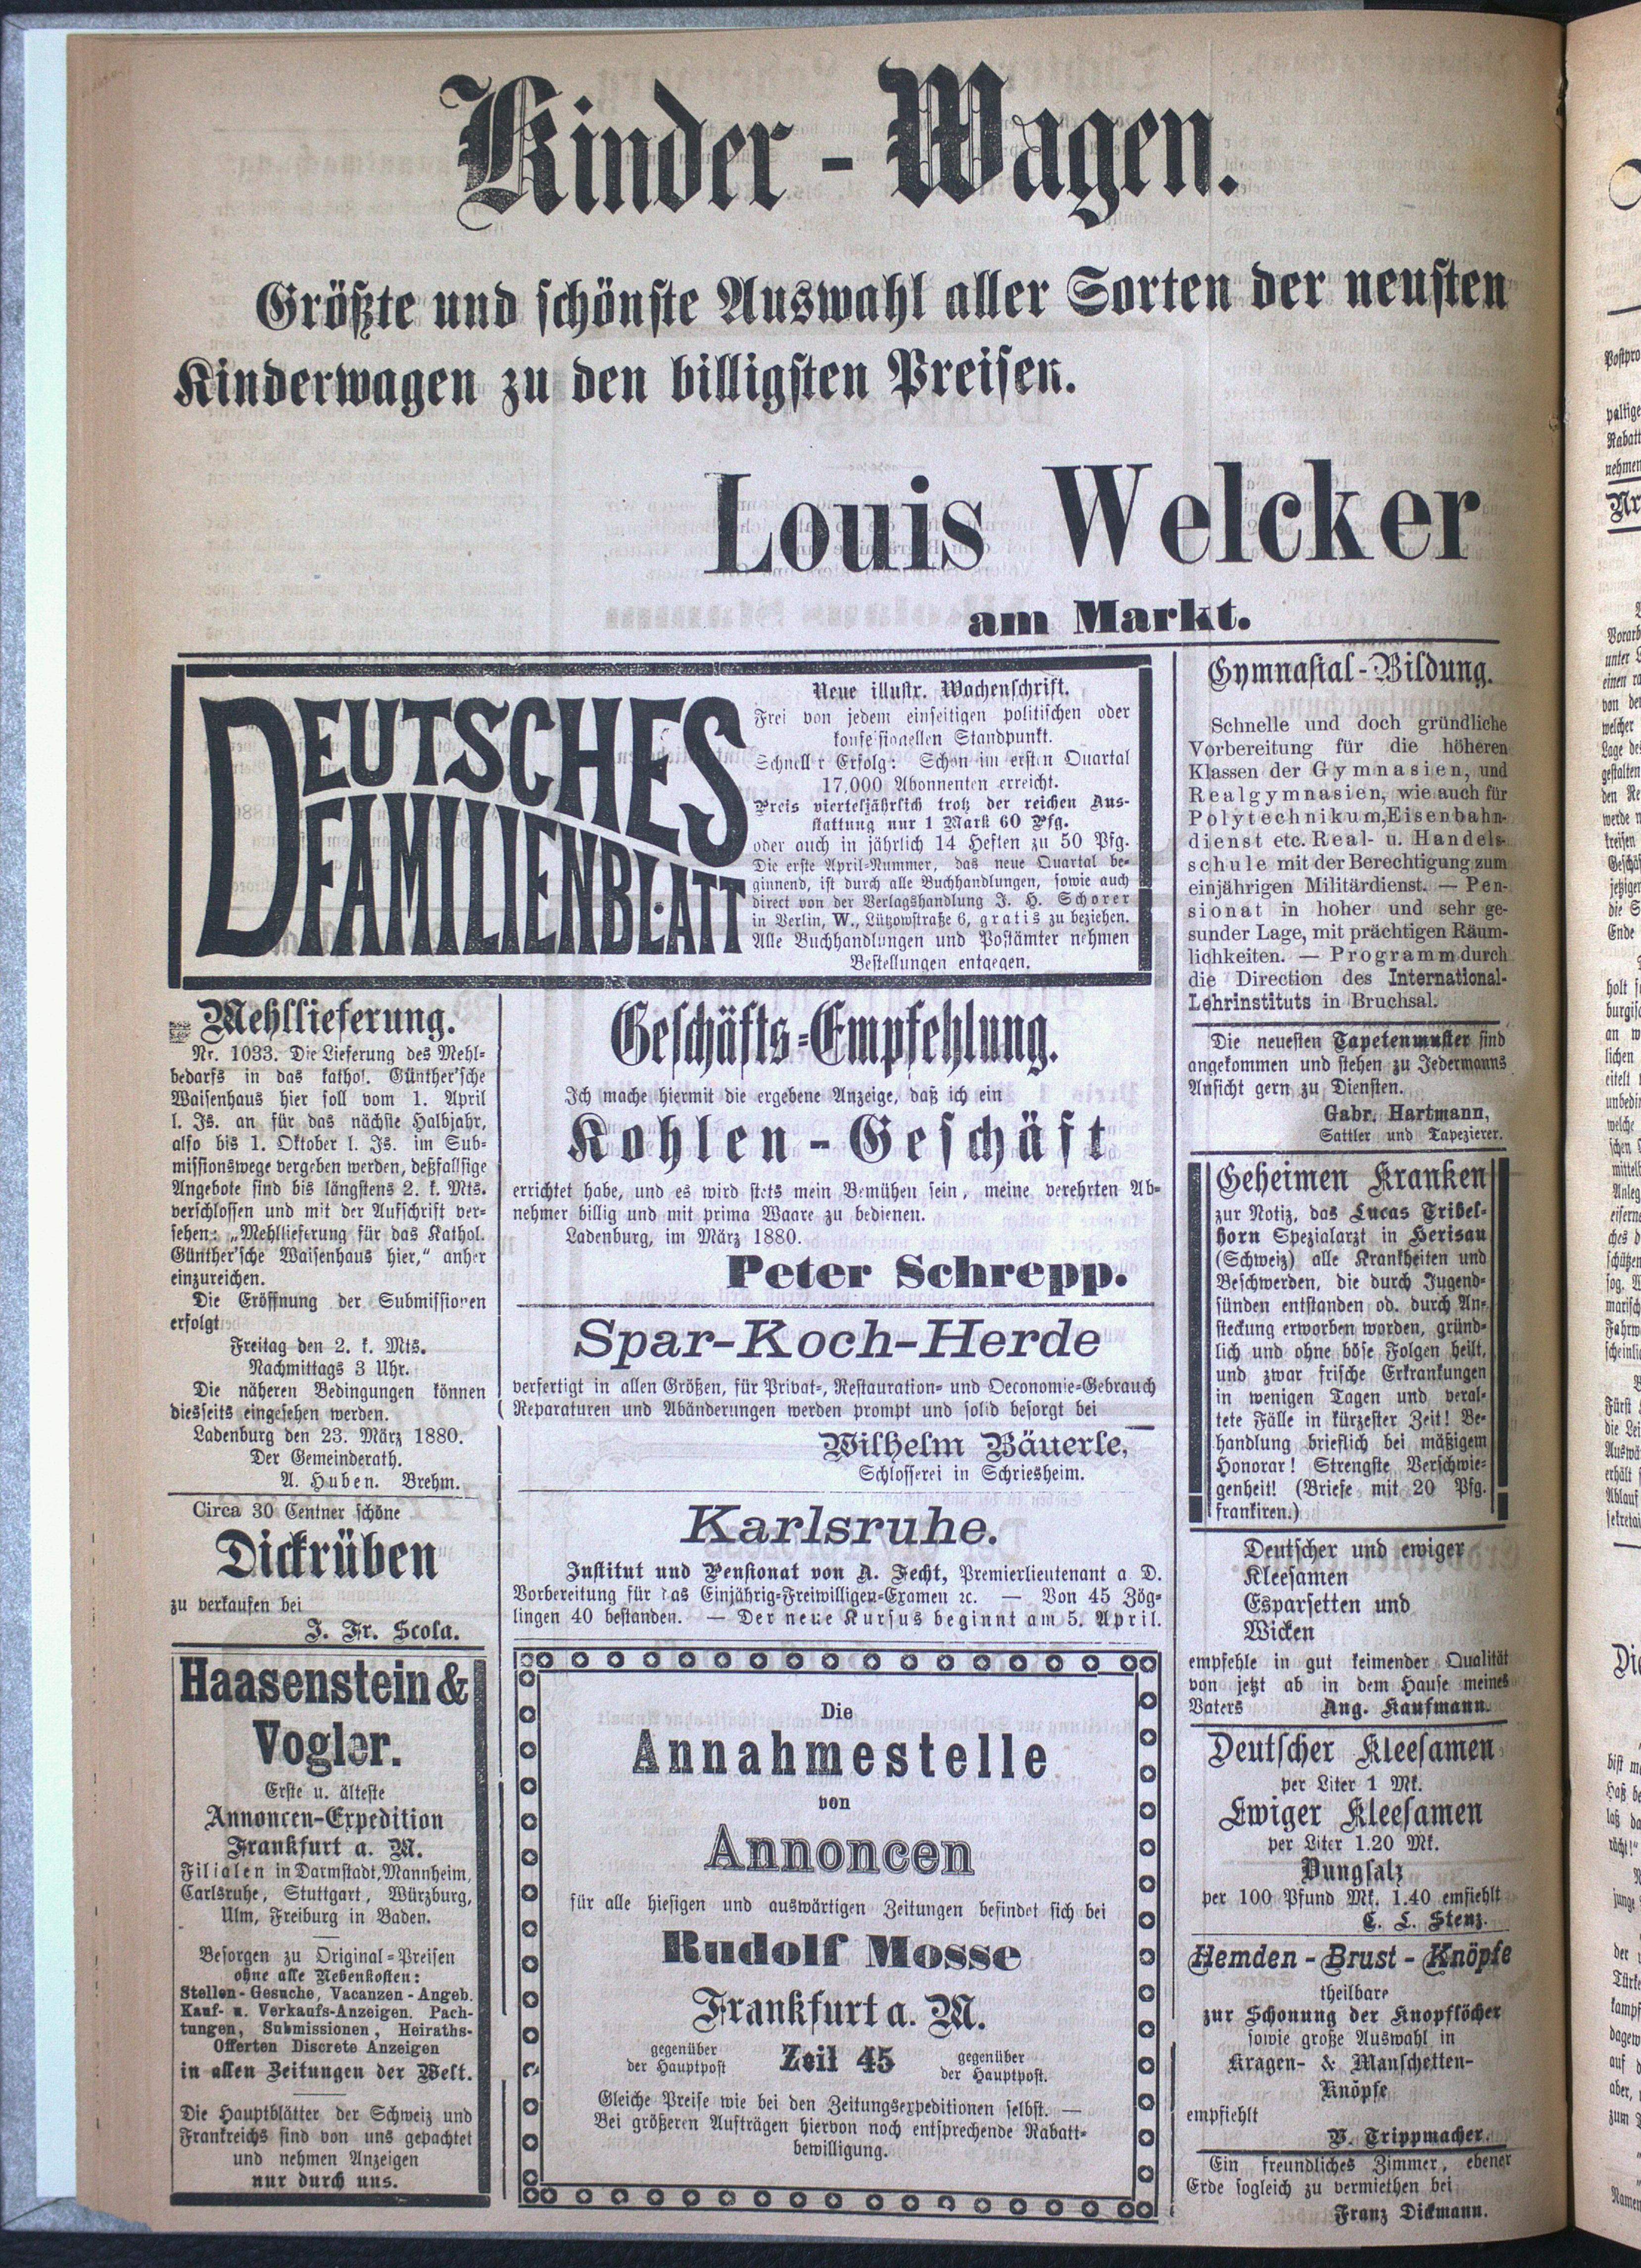 Kinder-Wagen.
Größte und schönste Auswahl aller Sorten der neusten
Kinderwagen zu den billigsten Preisen.
Louis Welcker
am Markt.
DEUTSCHES
FAMILIENBLATT
Neue illustr. Wochenschrift.
Frei von jedem einseitigen politischen oder
konfessionellen Standpunkt.
Schneller Erfolg: Schon im ersten Quartal
17,000 Abonnenten erreicht.
Preis vierteljährlich trotz der reichen Aus-
stattung nur 1 Mark 60 Pfg.
oder auch in jährlich 14 Heften zu 50 Pfg.
Die erste April-Nummer, das neue Quartal be-
ginnend, ist durch alle Buchhandlungen, sowie auch
direct von der Verlagshandlung J. H. Schorer
in Berlin, W., Lützowstraße 6, gratis zu beziehen.
Alle Buchhandlungen und Postämter nehmen
Bestellungen entgegen.
Mehllieferung.
Nr. 1033. Die Lieferung des Mehl-
bedarfs in das kathol. Günther'sche
Waisenhaus hier soll vom 1. April
l. Js. an für das nächste Halbjahr,
also bis 1. Oktober l. Js. im Sub-
missionswege vergeben werden, deßfallsige
Angebote sind bis längstens 2. k. Mts.
verschlossen und mit der Aufschrift ver-
sehen: „Mehllieferung für das Kathol.
Günther'sche Waisenhaus hier,“ anher
einzureichen.
Die Eröffnung der Submissionen
erfolgt
Freitag den 2. k. Mts.
Nachmittags 3 Uhr.
Die näheren Bedingungen können
diesseits eingesehen werden.
Ladenburg den 23. März 1880.
Der Gemeinderath.
A. Huben. Brehm.
Circa 30 Centner schöne
Dickrüben
zu verkaufen bei
J. Fr. Scola.
Haasenstein &
Vogler.
Erste u. älteste
Annoncen-Expedition
Frankfurt a. M.
Filialen in Darmstadt, Mannheim,
Carlsruhe, Stuttgart, Würzburg,
Ulm, Freiburg in Baden.
Besorgen zu Original-Preisen
ohne alle Nebenkosten:
Stellen-Gesuche, Vacanzen-Angeb.
Kauf- u. Verkaufs-Anzeigen. Pach-
tungen, Submissionen, Heiraths-
Offerten Discrete Anzeigen
in allen Zeitungen der Welt.
Die Hauptblätter der Schweiz und
Frankreichs sind von uns gepachtet
und nehmen Anzeigen
nur durch uns.
Geschäfts-Empfehlung.
Ich mache hiermit die ergebene Anzeige, daß ich ein
Kohlen-Geschäft
errichtet habe, und es wird stets mein Bemühen sein, meine verehrten Ab-
nehmer billig und mit prima Waare zu bedienen.
Ladenburg, im März 1880.
Peter Schrepp.
Spar-Koch-Herde
verfertigt in allen Größen, für Privat-, Restauration- und Oeconomie-Gebrauch
Reparaturen und Abänderungen werden prompt und solid besorgt bei
Wilhelm Bäuerle,
Schlosserei in Schriesheim.
Karlsruhe.
Institut und Pensionat von A. Fecht, Premierlieutenant a. D.
Vorbereitung für das Einjährig-Freiwilligen-Examen ꝛc. — Von 45 Zög-
lingen 40 bestanden. — Der neue Kursus beginnt am 5. April.
Die
Annahmestelle
von
Annoncen
für alle hiesigen und auswärtigen Zeitungen befindet sich bei
Rudolf Mosse
Frankfurt a. M.
gegenüber
der Hauptpost
Zeil 45
gegenüber
der Hauptpost.
Gleiche Preise wie bei den Zeitungsexpeditionen selbst. —
Bei größeren Aufträgen hiervon noch entsprechende Rabatt-
bewilligung.
Gymnasial-Bildung.
Schnelle und doch gründliche
Vorbereitung für die höheren
Klassen der Gymnasien, und
Realgymnasien, wie auch für
Polytechnikum, Eisenbahn-
dienst etc. Real- u. Handels-
schule mit der Berechtigung zum
einjährigen Militärdienst. — Pen-
sionat in hoher und sehr ge-
sunder Lage, mit prächtigen Räum-
lichkeiten. — Programm durch
die Direction des International-
Lehrinstituts in Bruchsal.
Die neuesten Tapetenmuster sind
angekommen und stehen zu Jedermanns
Ansicht gern zu Diensten.
Gabr. Hartmann,
Sattler und Tapezierer.
Geheimen Kranken
zur Notiz, das Lucas Tribel-
horn Spezialarzt in Herisau
(Schweiz) alle Krankheiten und
Beschwerden, die durch Jugend-
sünden entstanden od. durch An-
steckung erworben worden, gründ-
lich und ohne böse Folgen heilt,
und zwar frische Erkrankungen
in wenigen Tagen und veral-
tete Fälle in kürzester Zeit! Be-
handlung brieflich bei mäßigem
Honorar! Strengste Verschwie-
genheit! (Briefe mit 20 Pfg.
frankiren.)
Deutscher und ewiger
Kleesamen
Esparsetten und
Wicken
empfehle in gut keimender Qualität
von jetzt ab in dem Hause meines
Vaters Aug. Kaufmann.
Deutscher Kleesamen
per Liter 1 Mk.
Ewiger Kleesamen
per Liter 1.20 Mk.
Dungsalz
per 100 Pfund Mk. 1.40 empfiehlt
C. L. Stenz.
Hemden-Brust-Knöpfe
theilbare
zur Schonung der Knopflöcher
sowie große Auswahl in
Kragen- & Manschetten-
Knöpfe
empfiehlt
P. Trippmacher.
Ein freundliches Zimmer, ebener
Erde sogleich zu vermiethen bei
Franz Dickmann.